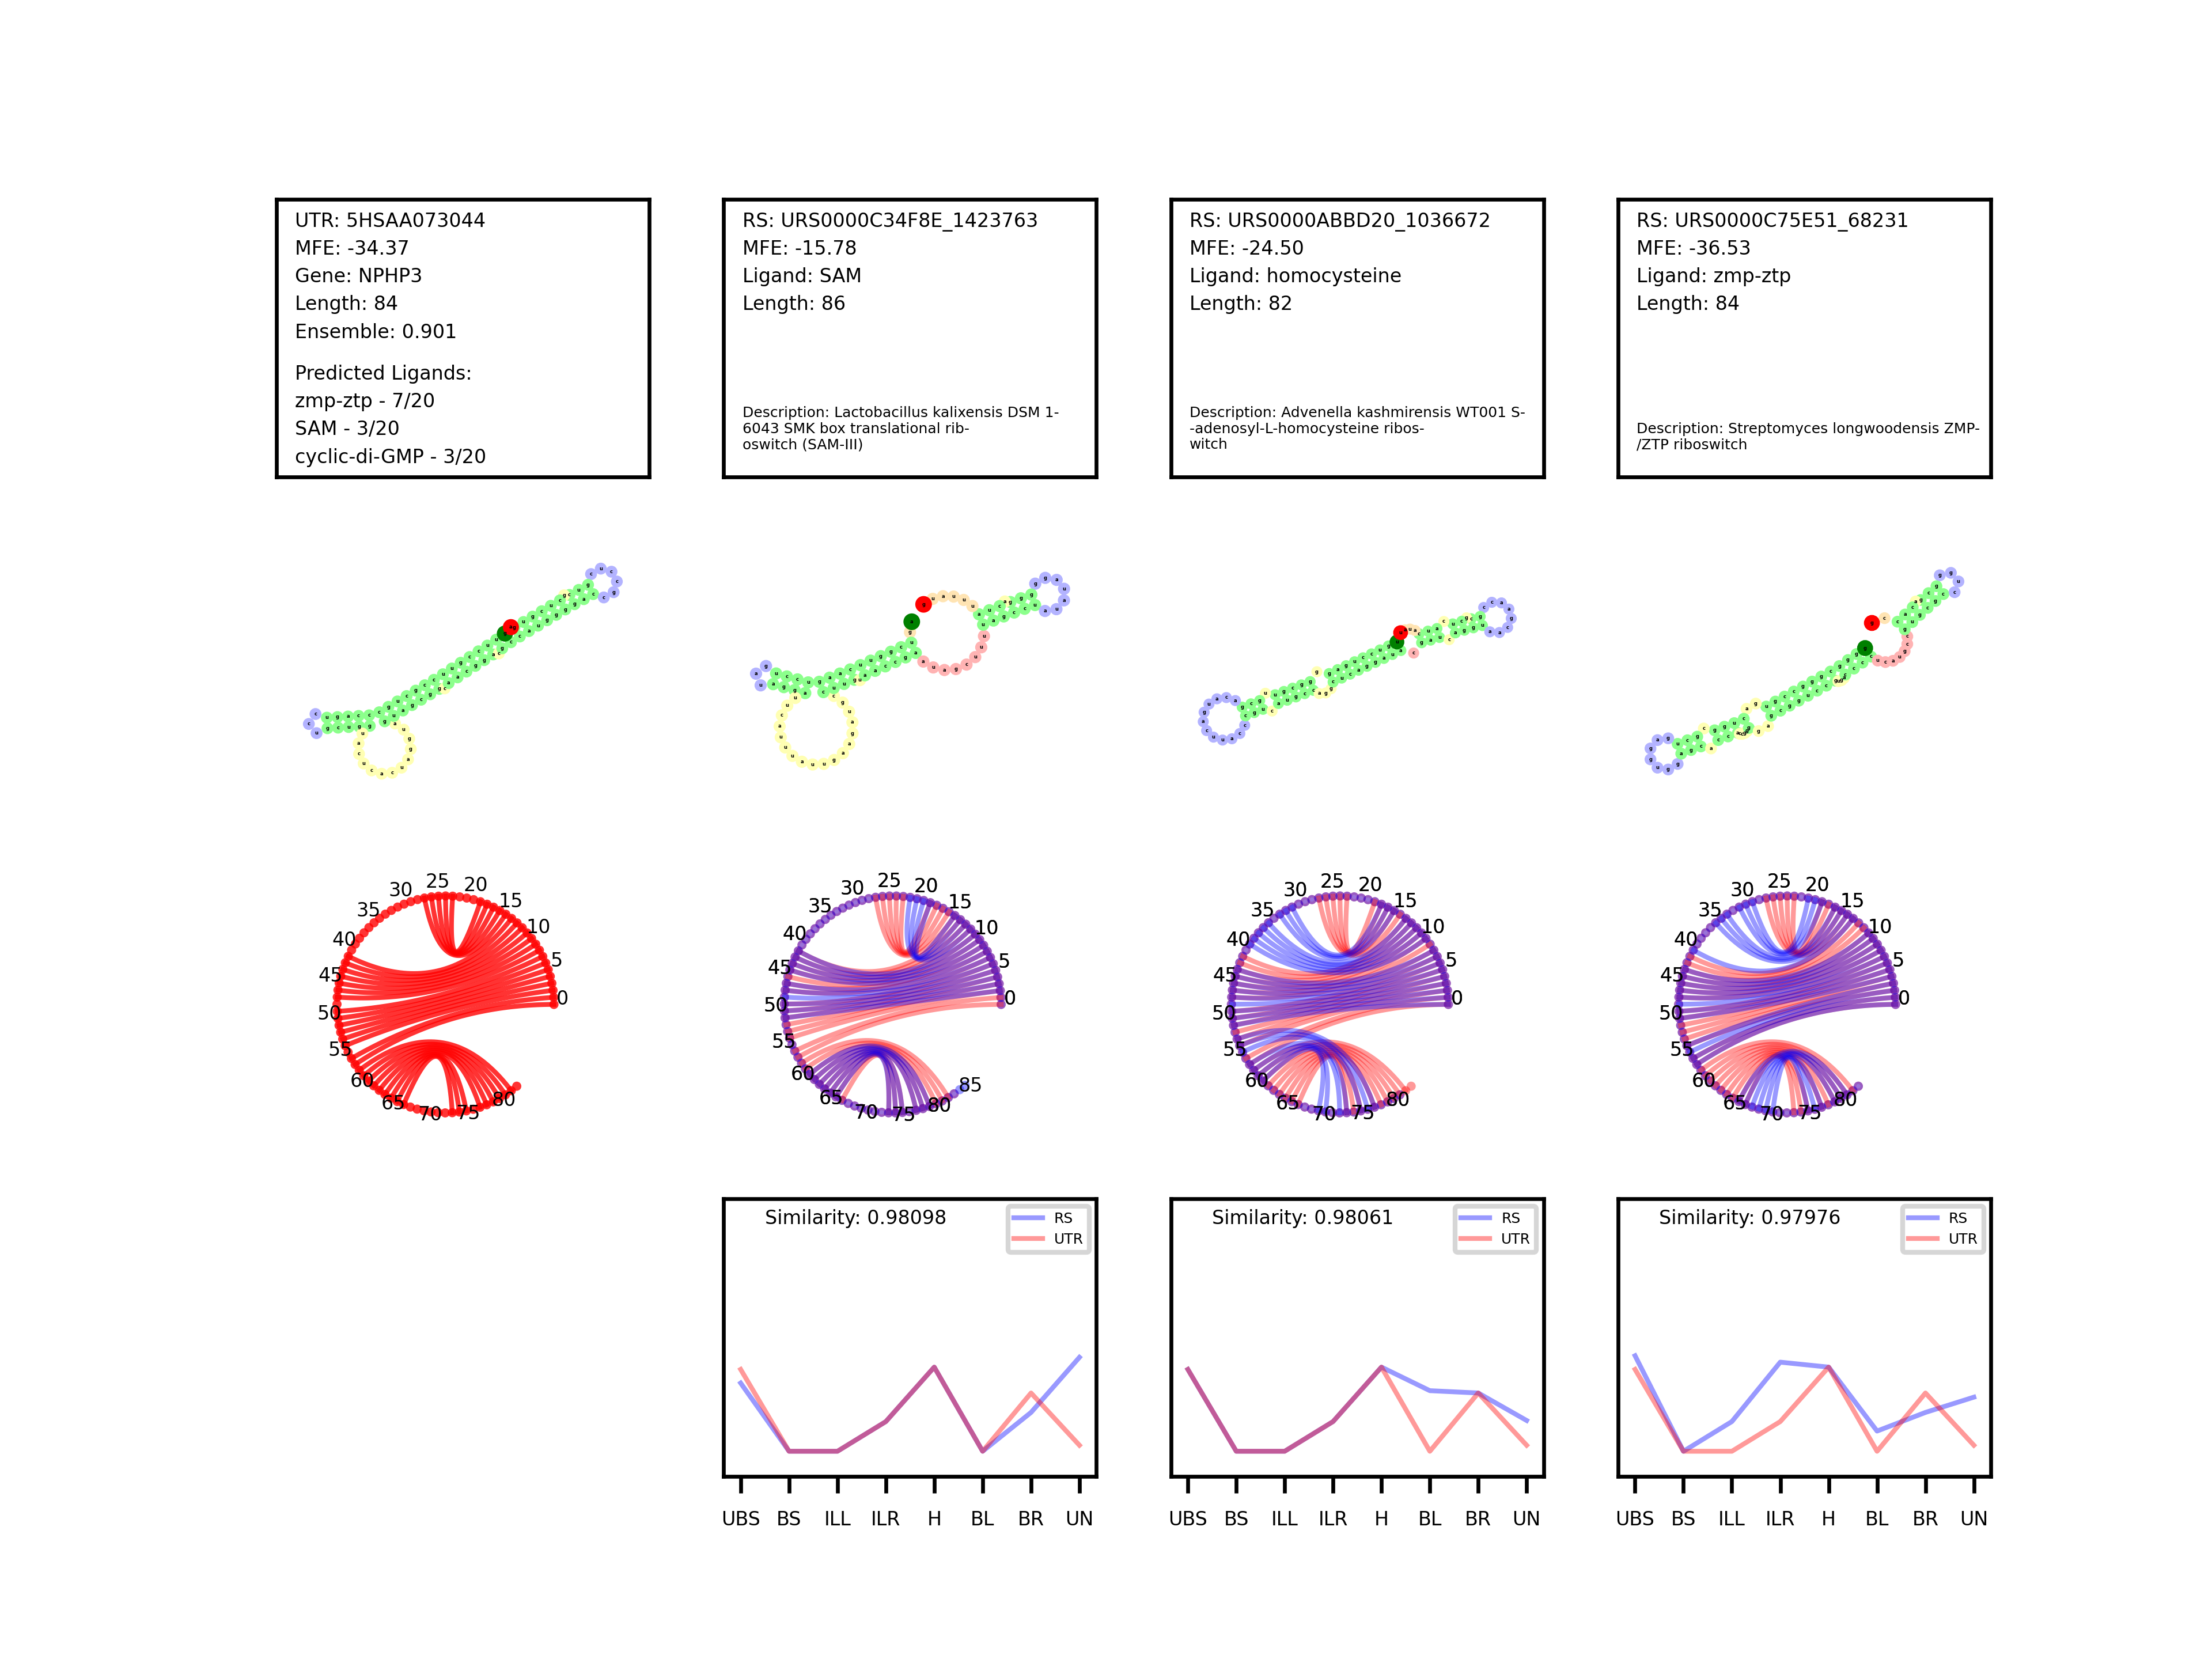 UTR: 5HSAA073044
MFE: -34.37
Gene: NPHP3
Length: 84
Ensemble: 0.901
Predicted Ligands:
zmp-ztp - 7/20
SAM - 3/20
cyclic-di-GMP - 3/20
RS: URS0000C34F8E_1423763
MFE: -15.78
Ligand: SAM
Length: 86
Description: Lactobacillus kalixensis DSM 1-
6043 SMK box translational rib-
oswitch (SAM-III)
RS: URS0000ABBD20_1036672
MFE: -24.50
Ligand: homocysteine
Length: 82
Description: Advenella kashmirensis WT001 S-
-adenosyl-L-homocysteine ribos-
witch
RS: URS0000C75E51_68231
MFE: -36.53
Ligand: zmp-ztp
Length: 84
Description: Streptomyces longwoodensis ZMP-
/ZTP riboswitch
0 5 10 15 20 25 30 35 40 45 50 55 60 65 70 75 80
0 5 10 15 20 25 30 35 40 45 50 55 60 65 70 75 80 85
0 5 10 15 20 25 30 35 40 45 50 55 60 65 70 75 80
0 5 10 15 20 25 30 35 40 45 50 55 60 65 70 75 80
Similarity: 0.98098
RS
UTR
UBS BS ILL ILR H BL BR UN
Similarity: 0.98061
RS
UTR
UBS BS ILL ILR H BL BR UN
Similarity: 0.97976
RS
UTR
UBS BS ILL ILR H BL BR UN